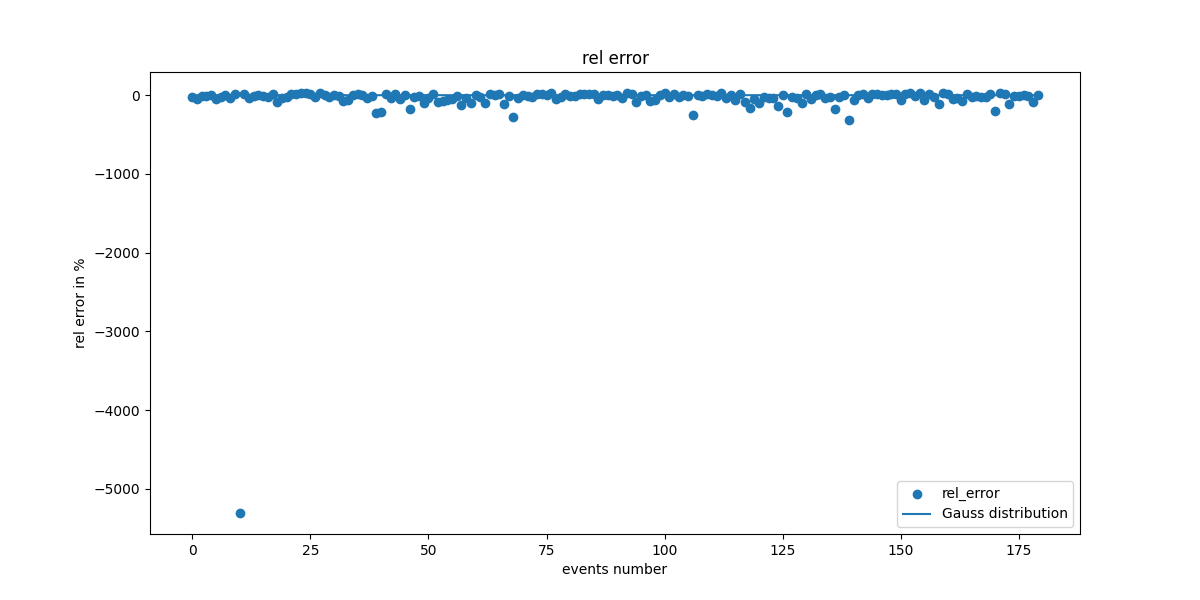 rel error
0
−1000
−2000
−3000
−4000
−5000
rel error in %
rel_error
Gauss distribution
0 25 50 75 100 125 150 175
events number